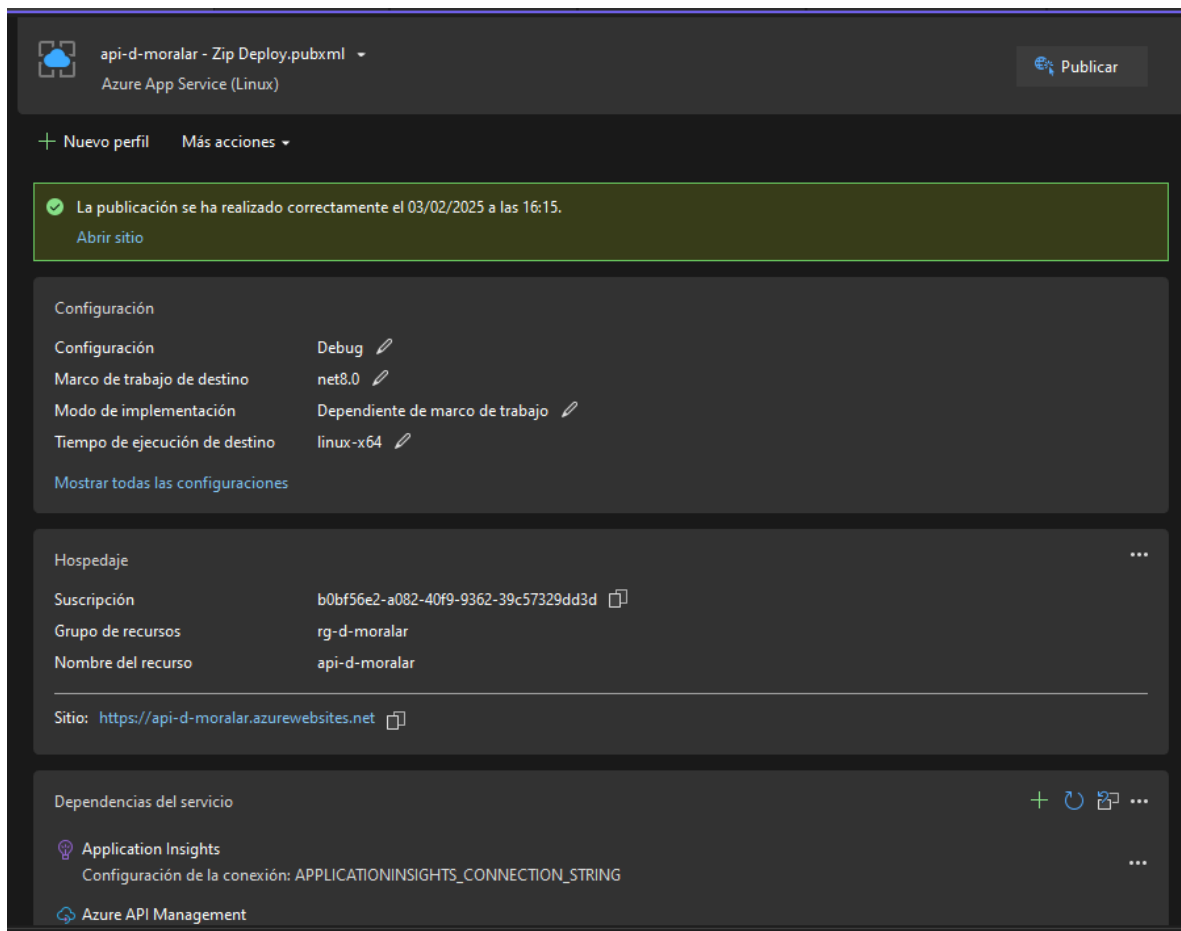 api-d-moralar - Zip Deploy.pubxml
Azure App Service (Linux)
Publicar
Nuevo perfil Más acciones
La publicación se ha realizado correctamente el 03/02/2025 a las 16:15.
Abrir sitio
Configuración
Configuración Debug
Marco de trabajo de destino net8.0
Modo de implementación Dependiente de marco de trabajo
Tiempo de ejecución de destino linux-x64
Mostrar todas las configuraciones
Hospedaje
Suscripción b0bf56e2-a082-40f9-9362-39c57329dd3d
Grupo de recursos rg-d-moralar
Nombre del recurso api-d-moralar
Sitio: https://api-d-moralar.azurewebsites.net
Dependencias del servicio
Application Insights
Configuración de la conexión: APPLICATIONINSIGHTS_CONNECTION_STRING
Azure API Management